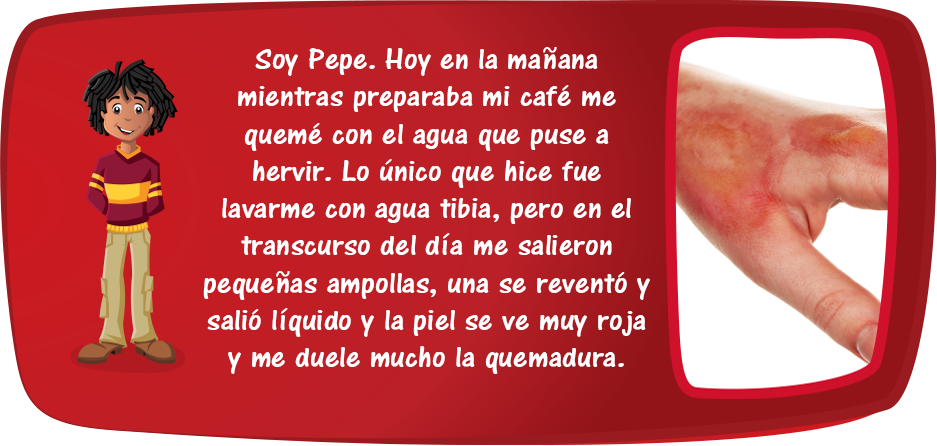 Soy Pepe. Hoy en la mañana
mientras preparaba mi café me
quemé con el agua que puse a
hervir. Lo único que hice fue
lavarme con agua tibia, pero en el
transcurso del día me salieron
pequeñas ampollas, una se reventó y
salió líquido y la piel se ve muy roja
y me duele mucho la quemadura.